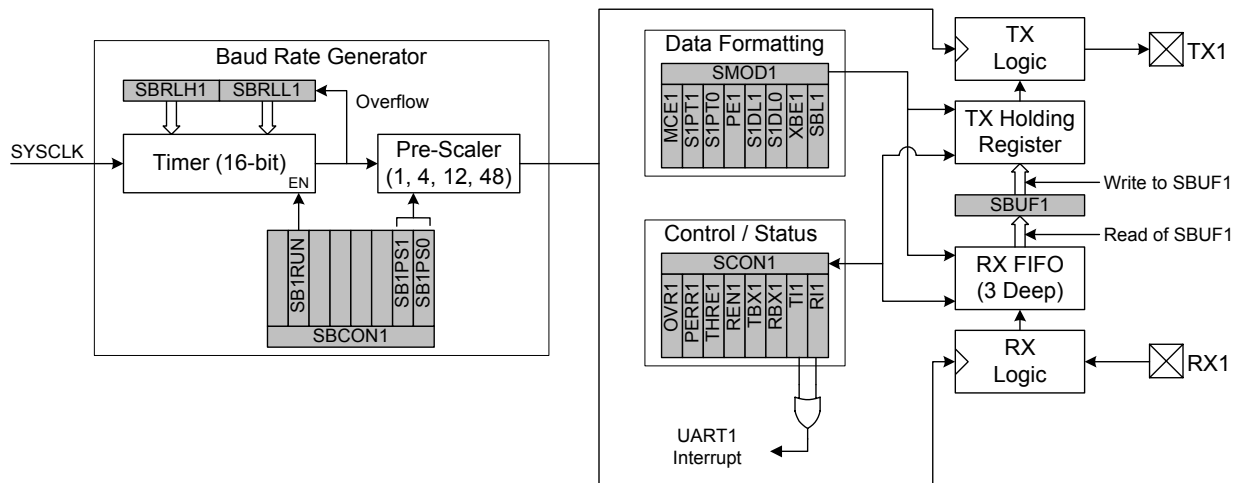 Baud Rate Generator
SBRLH1 SBRLL1
Overflow
SYSCLK
Timer (16-bit)
EN
Pre-Scaler
(1, 4, 12, 48)
SB1RUN
SB1PS1
SB1PS0
SBCON1
Data Formatting
SMOD1
MCE1
S1PT1
S1PT0
PE1
S1DL1
S1DL0
XBE1
SBL1
Control / Status
SCON1
OVR1
PERR1
THRE1
REN1
TBX1
RBX1
TI1
RI1
UART1
Interrupt
TX
Logic
TX1
TX Holding
Register
Write to SBUF1
SBUF1
Read of SBUF1
RX FIFO
(3 Deep)
RX
Logic
RX1